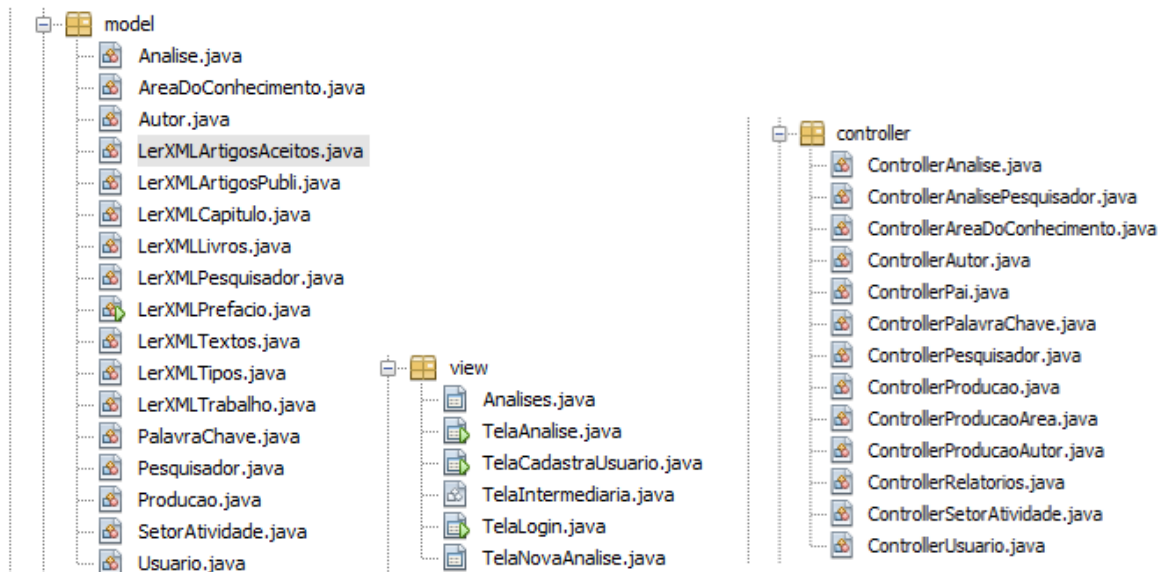 model
Analise.java
AreaDoConhecimento.java
Autor.java
LerXMLArtigosAceitos.java
LerXMLArtigosPubli.java
LerXMLCapitulo.java
LerXMLLivros.java
LerXMLPesquisador.java
LerXMLPrefacio.java
LerXMLTextos.java
LerXMLTipos.java
LerXMLTrabalho.java
PalavraChave.java
Pesquisador.java
Producao.java
SetorAtividade.java
Usuario.java
view
Analises.java
TelaAnalise.java
TelaCadastraUsuario.java
TelaIntermediaria.java
TelaLogin.java
TelaNovaAnalise.java
controller
ControllerAnalise.java
ControllerAnalisePesquisador.java
ControllerAreaDoConhecimento.java
ControllerAutor.java
ControllerPai.java
ControllerPalavraChave.java
ControllerPesquisador.java
ControllerProducao.java
ControllerProducaoArea.java
ControllerProducaoAutor.java
ControllerRelatorios.java
ControllerSetorAtividade.java
ControllerUsuario.java